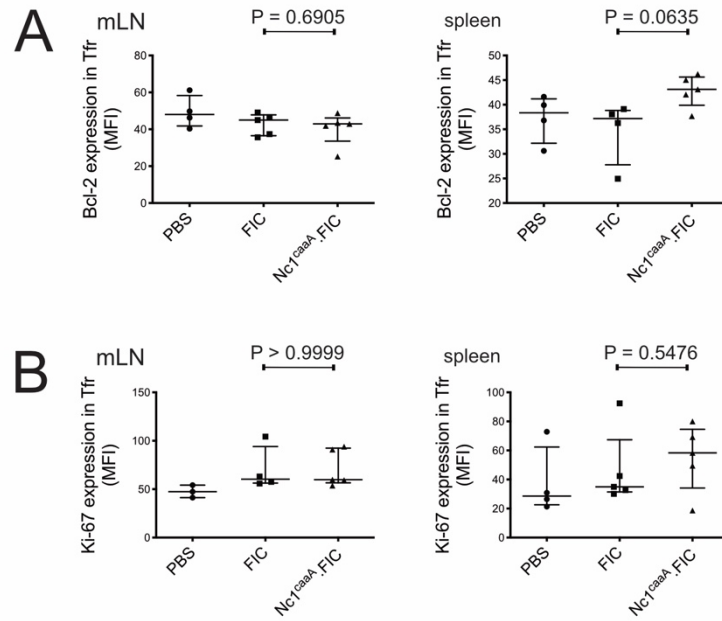 A
mLN
P = 0.6905
Bcl-2 expression in Tfr
(MFI)
80
60
40
20
0
PBS
FIC
Nc1caaA.FIC
spleen
P = 0.0635
Bcl-2 expression in Tfr
(MFI)
50
45
40
35
30
25
20
PBS
FIC
Nc1caaA.FIC
B
mLN
P > 0.9999
Ki-67 expression in Tfr
(MFI)
150
100
50
0
PBS
FIC
Nc1caaA.FIC
spleen
P = 0.5476
Ki-67 expression in Tfr
(MFI)
100
80
60
40
20
0
PBS
FIC
Nc1caaA.FIC